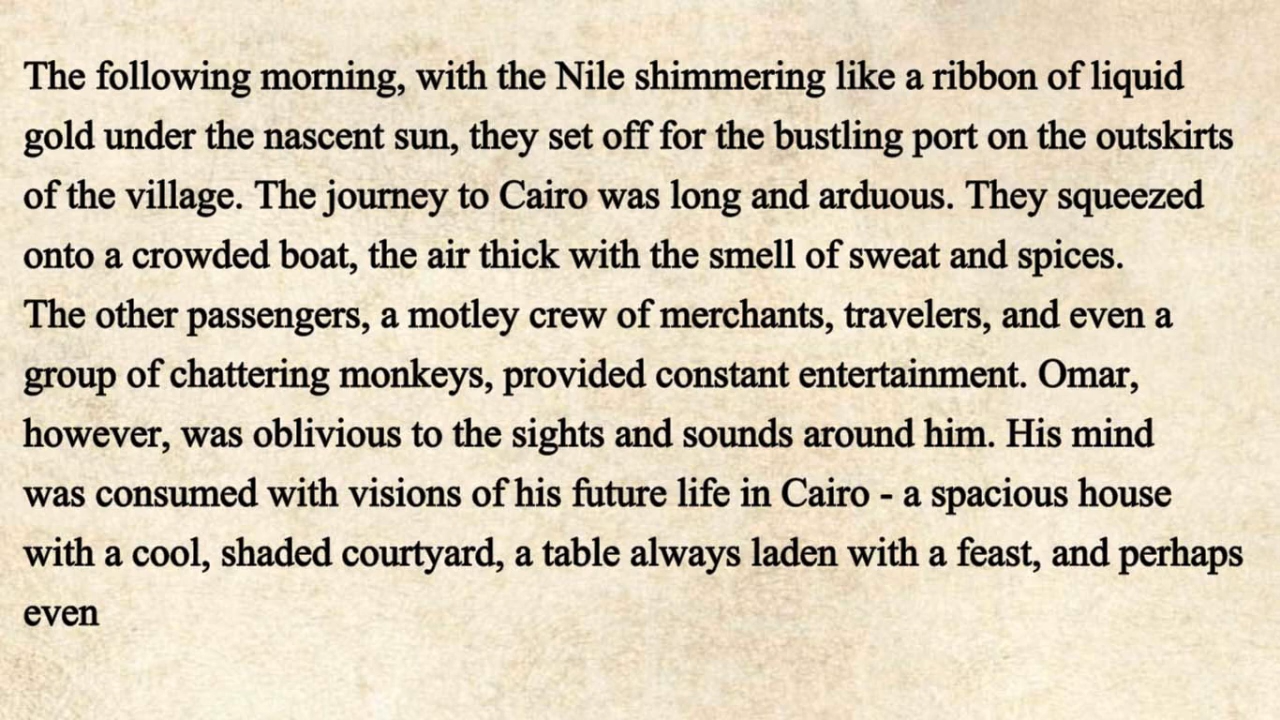 The following morning, with the Nile shimmering like a ribbon of liquid
gold under the nascent sun, they set off for the bustling port on the outskirts
of the village. The journey to Cairo was long and arduous. They squeezed
onto a crowded boat, the air thick with the smell of sweat and spices.
The other passengers, a motley crew of merchants, travelers, and even a
group of chattering monkeys, provided constant entertainment. Omar,
however, was oblivious to the sights and sounds around him. His mind
was consumed with visions of his future life in Cairo - a spacious house
with a cool, shaded courtyard, a table always laden with a feast, and perhaps
even